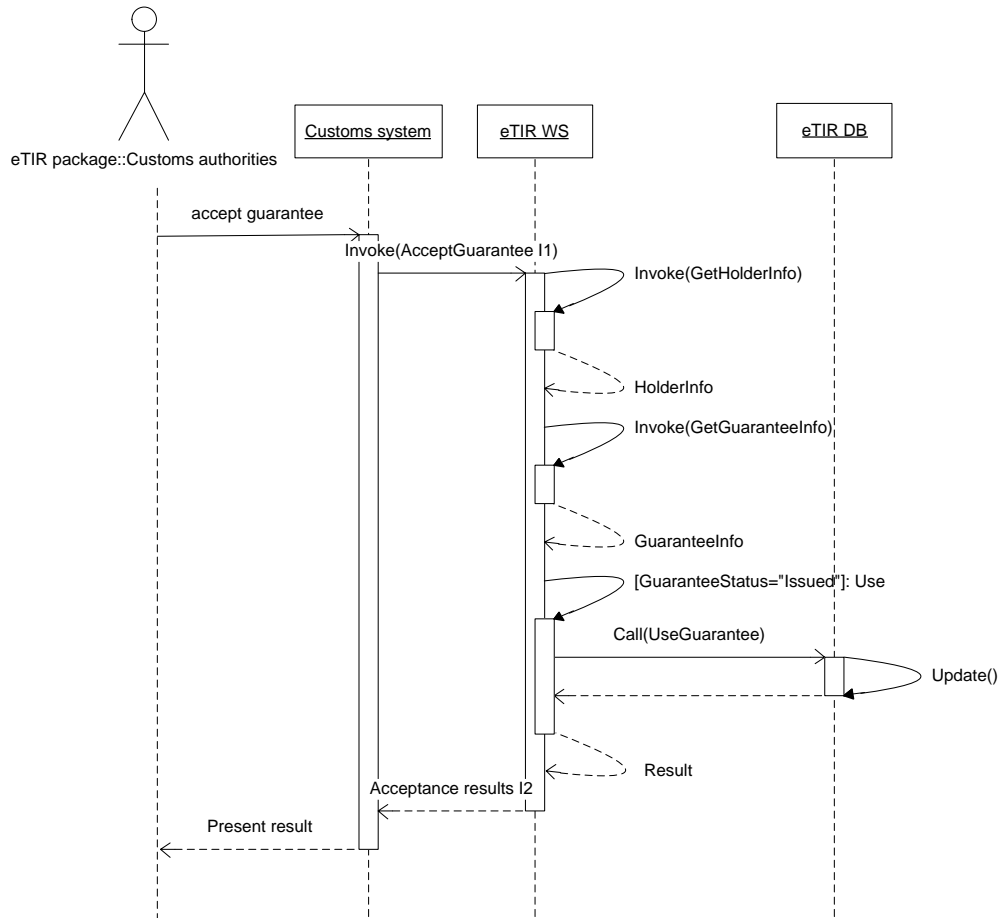 Customs system
eTIR WS
eTIR DB
eTIR package::Customs authorities
accept guarantee
Invoke(AcceptGuarantee I1)
Invoke(GetHolderInfo)
HolderInfo
Invoke(GetGuaranteeInfo)
GuaranteeInfo
[GuaranteeStatus="Issued"]: Use
Call(UseGuarantee)
Update()
Result
Acceptance results I2
Present result